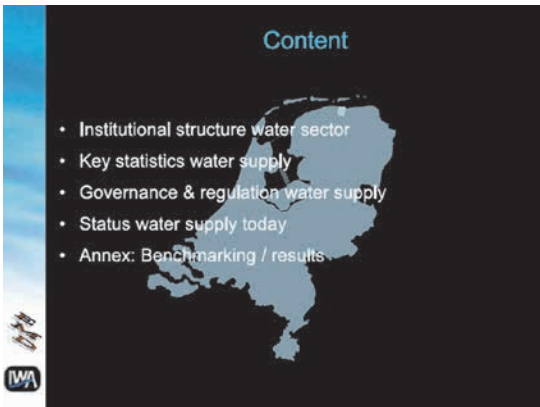 Content
• Institutional structure water sector
• Key statistics water supply
• Governance & regulation water supply
• Status water supply today
• Annex: Benchmarking / results
IWA